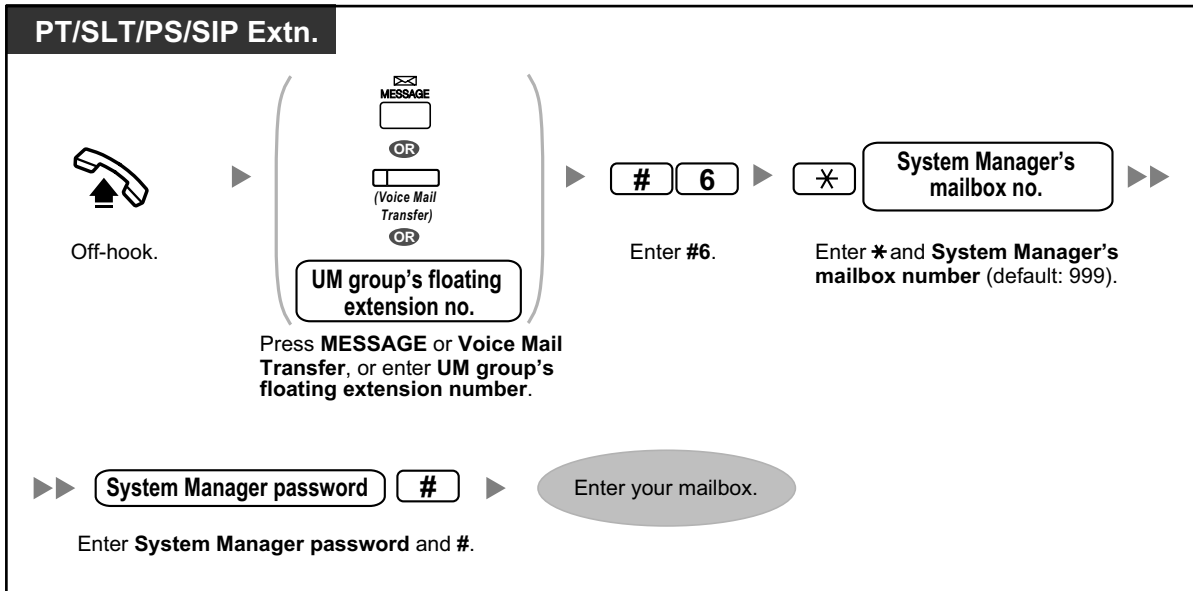 PT/SLT/PS/SIP Extn.
MESSAGE
OR
(Voice Mail
Transfer)
OR
UM group's floating
extension no.
# 6
✳ System Manager's
mailbox no.
Off-hook.
Press MESSAGE or Voice Mail
Transfer, or enter UM group's
floating extension number.
Enter #6.
Enter ✳ and System Manager's
mailbox number (default: 999).
System Manager password #
Enter your mailbox.
Enter System Manager password and #.